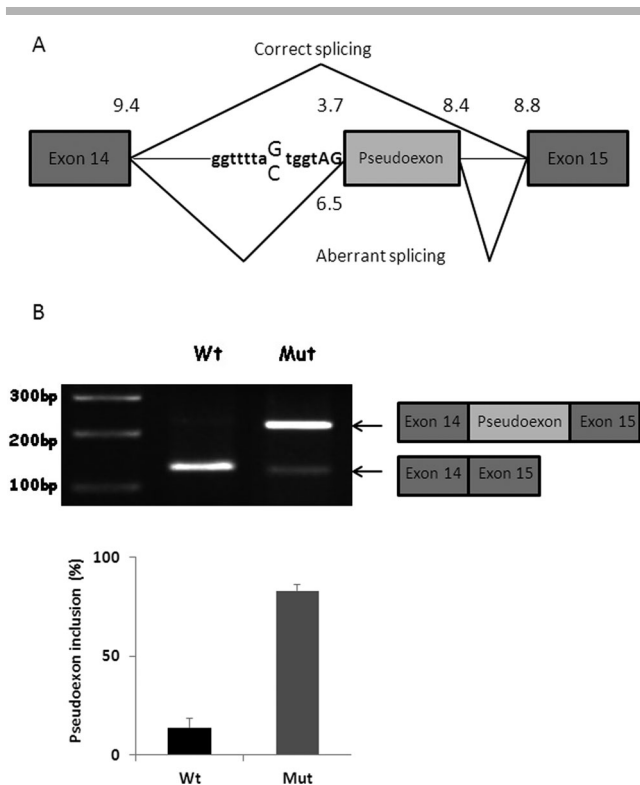 A
Correct splicing
9.4
3.7
8.4
8.8
Exon 14
ggttttaG/CtggtAG
Pseudoexon
Exon 15
6.5
Aberrant splicing
B
Wt
Mut
300bp
200bp
100bp
Exon 14
Pseudoexon
Exon 15
Exon 14
Exon 15
Pseudoexon inclusion (%)
100
50
0
Wt
Mut